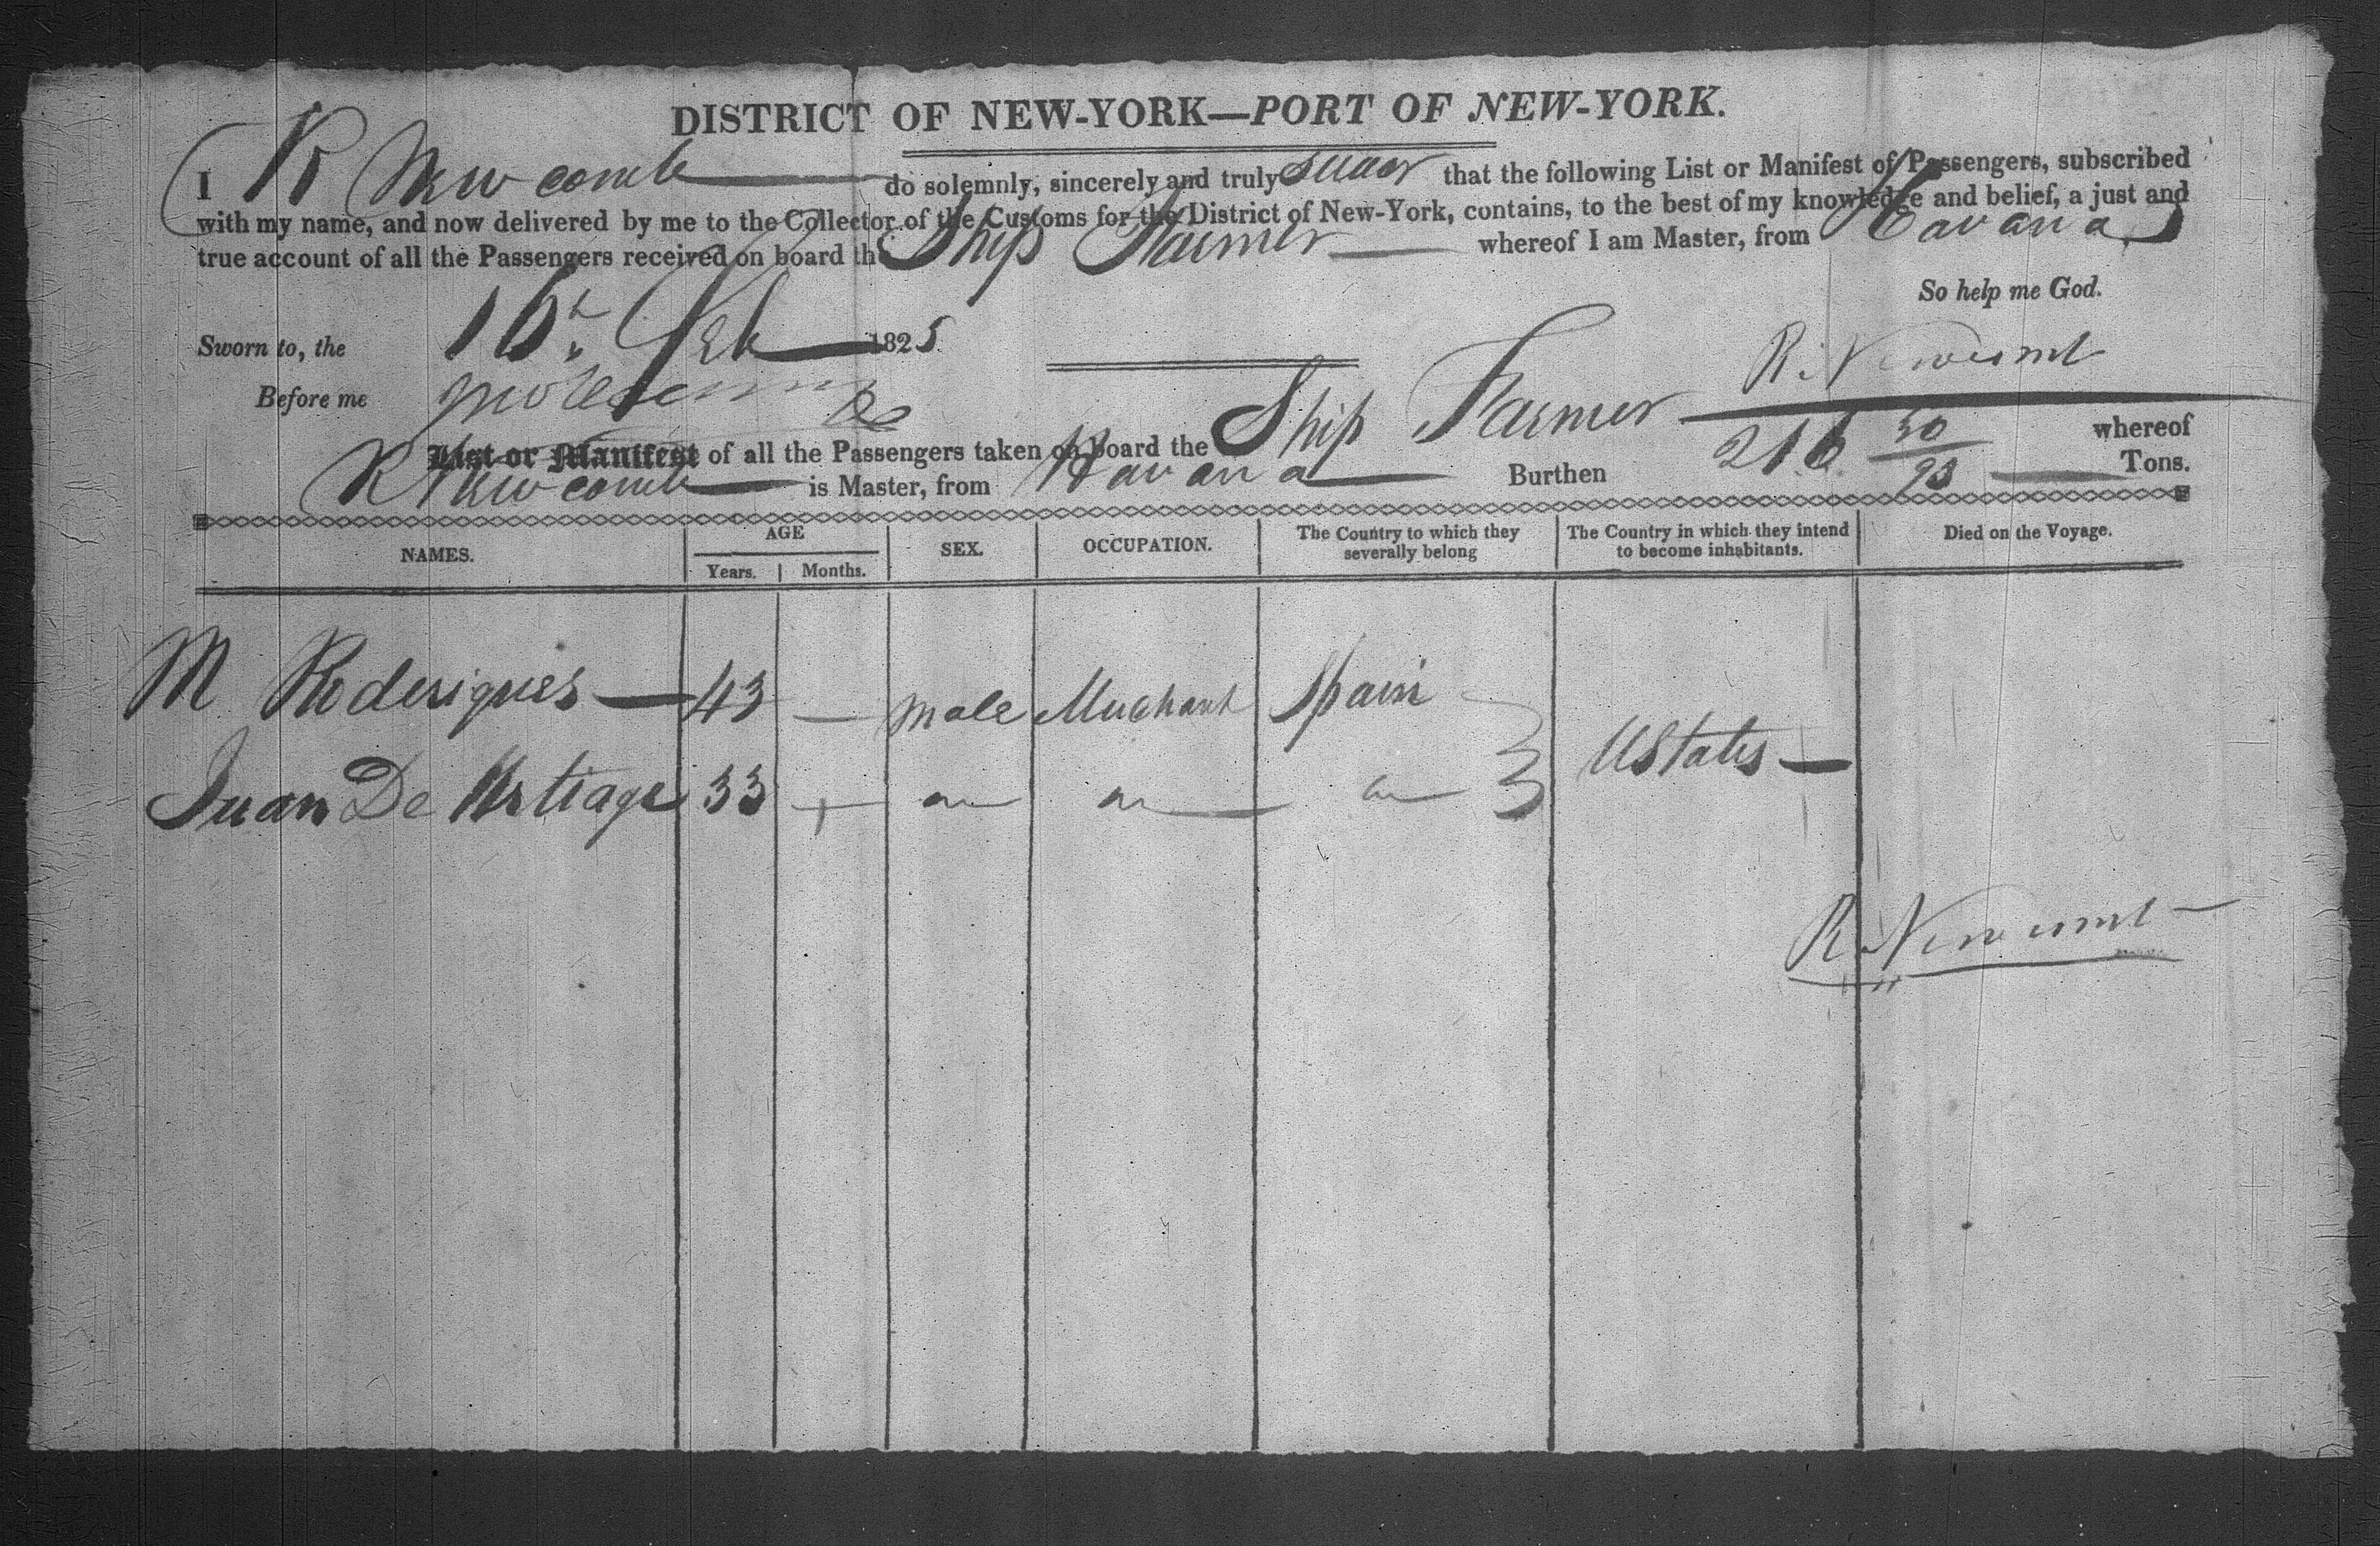 DISTRICT OF NEW-YORK—PORT OF NEW-YORK.
I R Newcomb do solemnly, sincerely and truly swear that the following List or Manifest of Passengers, subscribed
with my name, and now delivered by me to the Collector of the Customs for the District of New-York, contains, to the best of my knowledge and belief, a just and
true account of all the Passengers received on board th Ship Farmer whereof I am Master, from Havana
So help me God.
Sworn to, the 16th Feb 1825
R. Newcomb
Before me
List or Manifest of all the Passengers taken on board the Ship Farmer whereof
R Newcomb is Master, from Havana Burthen 216 50/95 Tons.
NAMES. AGE SEX. OCCUPATION. The Country to which they severally belong The Country in which they intend to become inhabitants. Died on the Voyage.
Years. Months.
M Roderigues — 43 — male Merchant Spain
UStates —
Juan De Urtiage 33 —
R. Newcomb